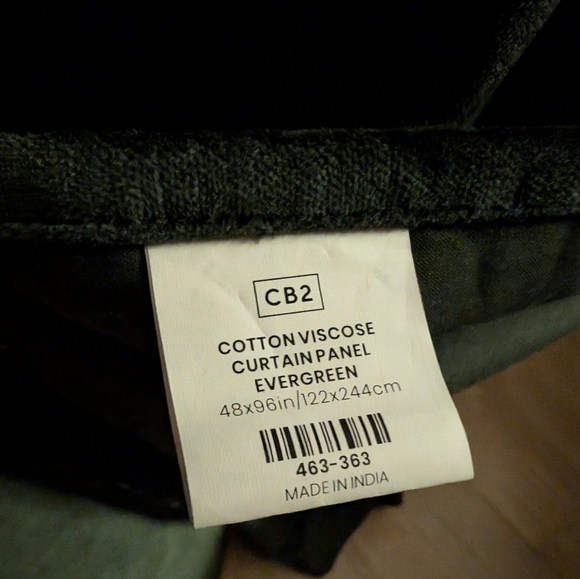 CB2
COTTON VISCOSE
CURTAIN PANEL
EVERGREEN
48x96in/122x244cm
463-363
MADE IN INDIA